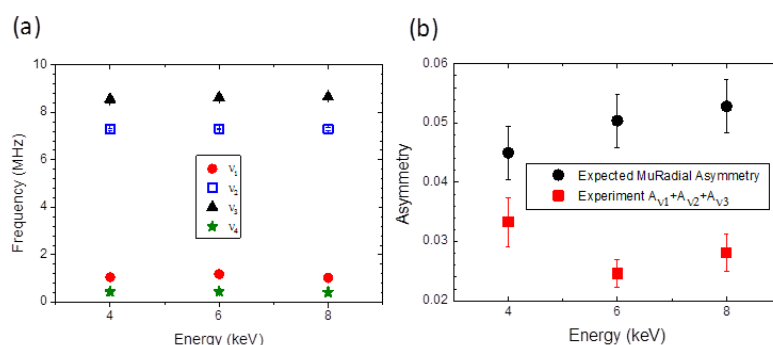 (a)
10
8
6
4
2
0
Frequency (MHz)
ν₁
ν₂
ν₃
ν₄
4 6 8
Energy (keV)
(b)
0.06
0.05
0.04
0.03
0.02
Asymmetry
Expected MuRadial Asymmetry
Experiment Aν1+Aν2+Aν3
4 6 8
Energy (keV)